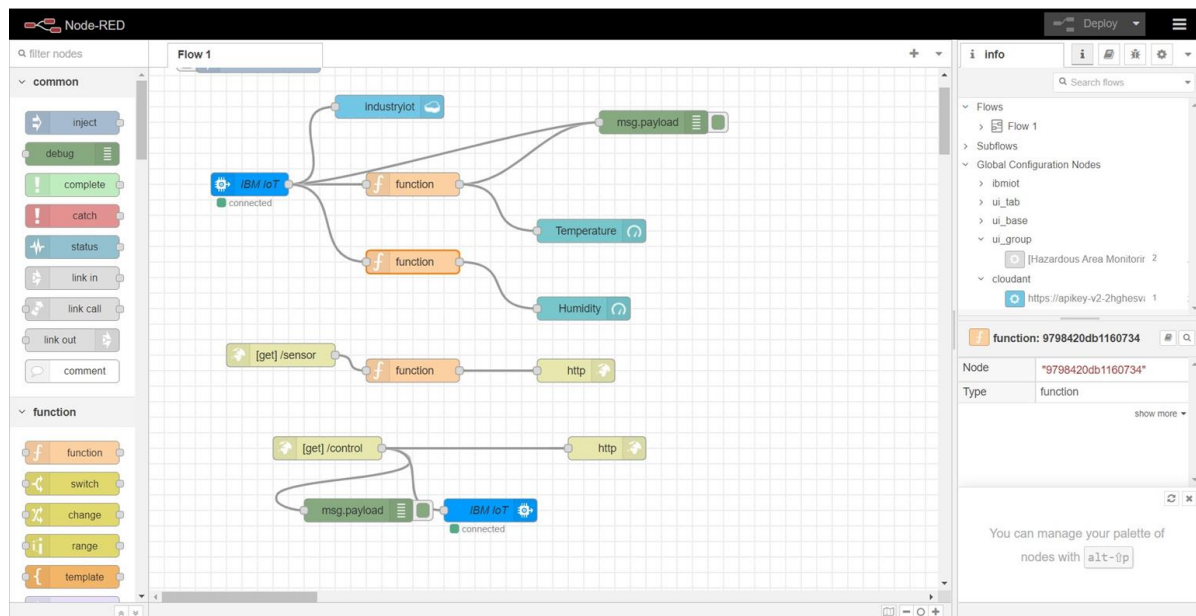 Node-RED
Deploy
filter nodes
common
inject
debug
complete
catch
status
link in
link call
link out
comment
function
function
switch
change
range
template
Flow 1
Industryiot
msg.payload
IBM IoT
connected
function
Temperature
function
Humidity
[get] /sensor
function
http
[get] /control
http
msg.payload
IBM IoT
connected
info
Search flows
Flows
Flow 1
Subflows
Global Configuration Nodes
ibmiot
ui_tab
ui_base
ui_group
[Hazardous Area Monitorir 2
cloudant
https://apikey-v2-2hghesv 1
function: 9798420db1160734
Node "9798420db1160734"
Type function
show more
You can manage your palette of
nodes with alt-⇧p